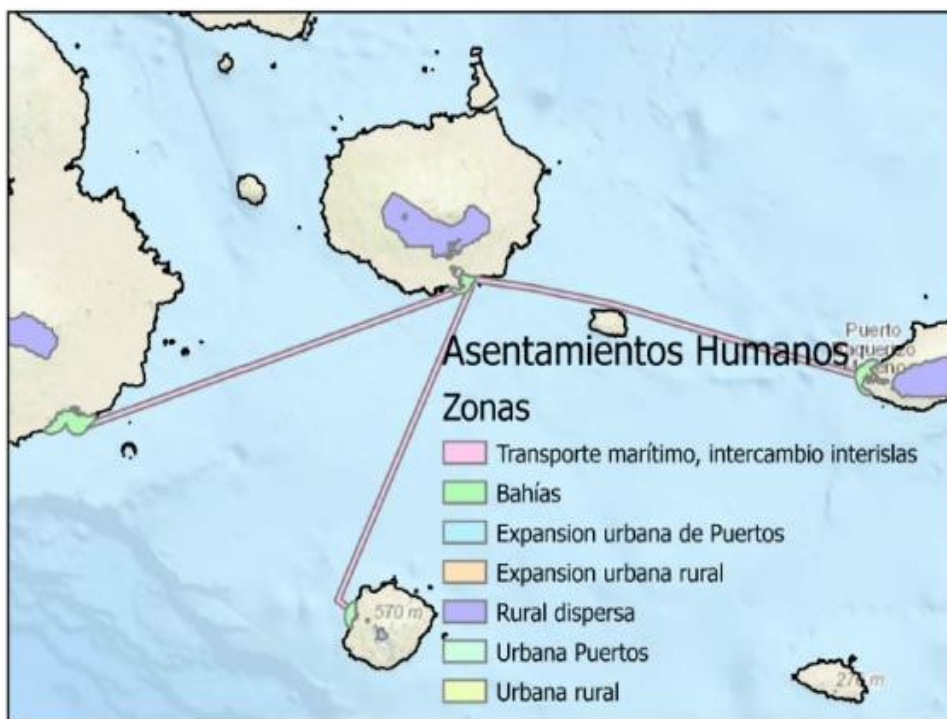 Puerto
Asentamientos Humanos
Zonas
Transporte marítimo, intercambio interislas
Bahías
Expansion urbana de Puertos
Expansion urbana rural
Rural dispersa
570 m
Urbana Puertos
Urbana rural